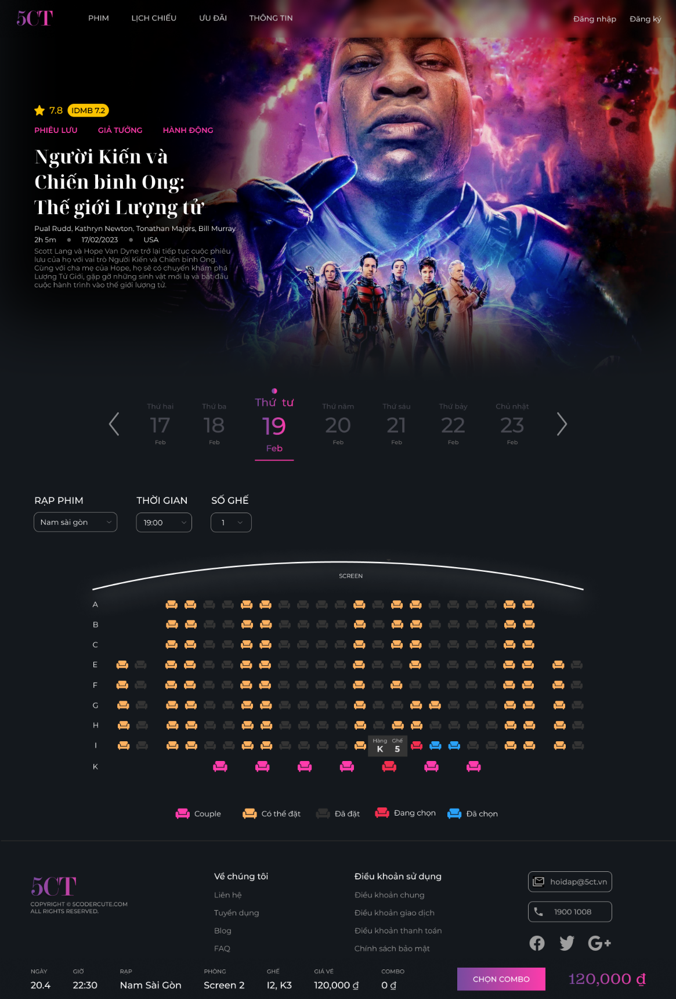 5CT
PHIM LỊCH CHIẾU ƯU ĐÃI THÔNG TIN
Đăng nhập Đăng ký
7.8 IDMB 7.2
PHIÊU LƯU GIẢ TƯỞNG HÀNH ĐỘNG
Người Kiến và
Chiến binh Ong:
Thế giới Lượng tử
Pual Rudd, Kathryn Newton, Tonathan Majors, Bill Murray
2h 5m 17/02/2023 USA
Scott Lang và Hope Van Dyne trở lại tiếp tục cuộc phiêu
lưu của họ với vai trò Người Kiến và Chiến binh Ong.
Cùng với cha mẹ của Hope, họ sẽ có chuyến khám phá
Lượng Tử Giới, gặp gỡ những sinh vật mới lạ và bắt đầu
cuộc hành trình vào thế giới lượng tử.
Thứ hai Thứ ba Thứ tư Thứ năm Thứ sáu Thứ bảy Chủ nhật
17 18 19 20 21 22 23
Feb Feb Feb Feb Feb Feb Feb
RẠP PHIM THỜI GIAN SỐ GHẾ
Nam sài gòn 19:00 1
SCREEN
A
B
C
E
F
G
H
I
Hàng Ghế
K 5
K
Couple Có thể đặt Đã đặt Đang chọn Đã chọn
5CT
COPYRIGHT © 5CODERCUTE.COM
ALL RIGHTS RESERVED.
Về chúng tôi
Liên hệ
Tuyển dụng
Blog
FAQ
Điều khoản sử dụng
Điều khoản chung
Điều khoản giao dịch
Điều khoản thanh toán
Chính sách bảo mật
hoidap@5ct.vn
1900 1008
G+
NGÀY GIỜ RẠP PHÒNG GHẾ GIÁ VÉ COMBO
20.4 22:30 Nam Sài Gòn Screen 2 I2, K3 120,000 ₫ 0 ₫
CHỌN COMBO
120,000 ₫